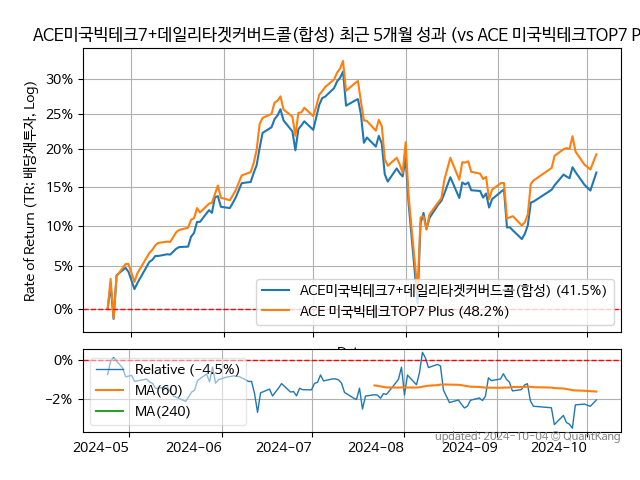 ACE미국빅테크7+데일리타겟커버드콜(합성) 최근 5개월 성과 (vs ACE 미국빅테크TOP7 P
Rate of Return (TR: 배당재투자, Log)
30%
25%
20%
15%
10%
5%
0%
ACE미국빅테크7+데일리타겟커버드콜(합성) (41.5%)
ACE 미국빅테크TOP7 Plus (48.2%)
0%
−2%
Relative (−4.5%)
MA(60)
MA(240)
updated: 2024-10-04 © QuantKang
2024-05 2024-06 2024-07 2024-08 2024-09 2024-10